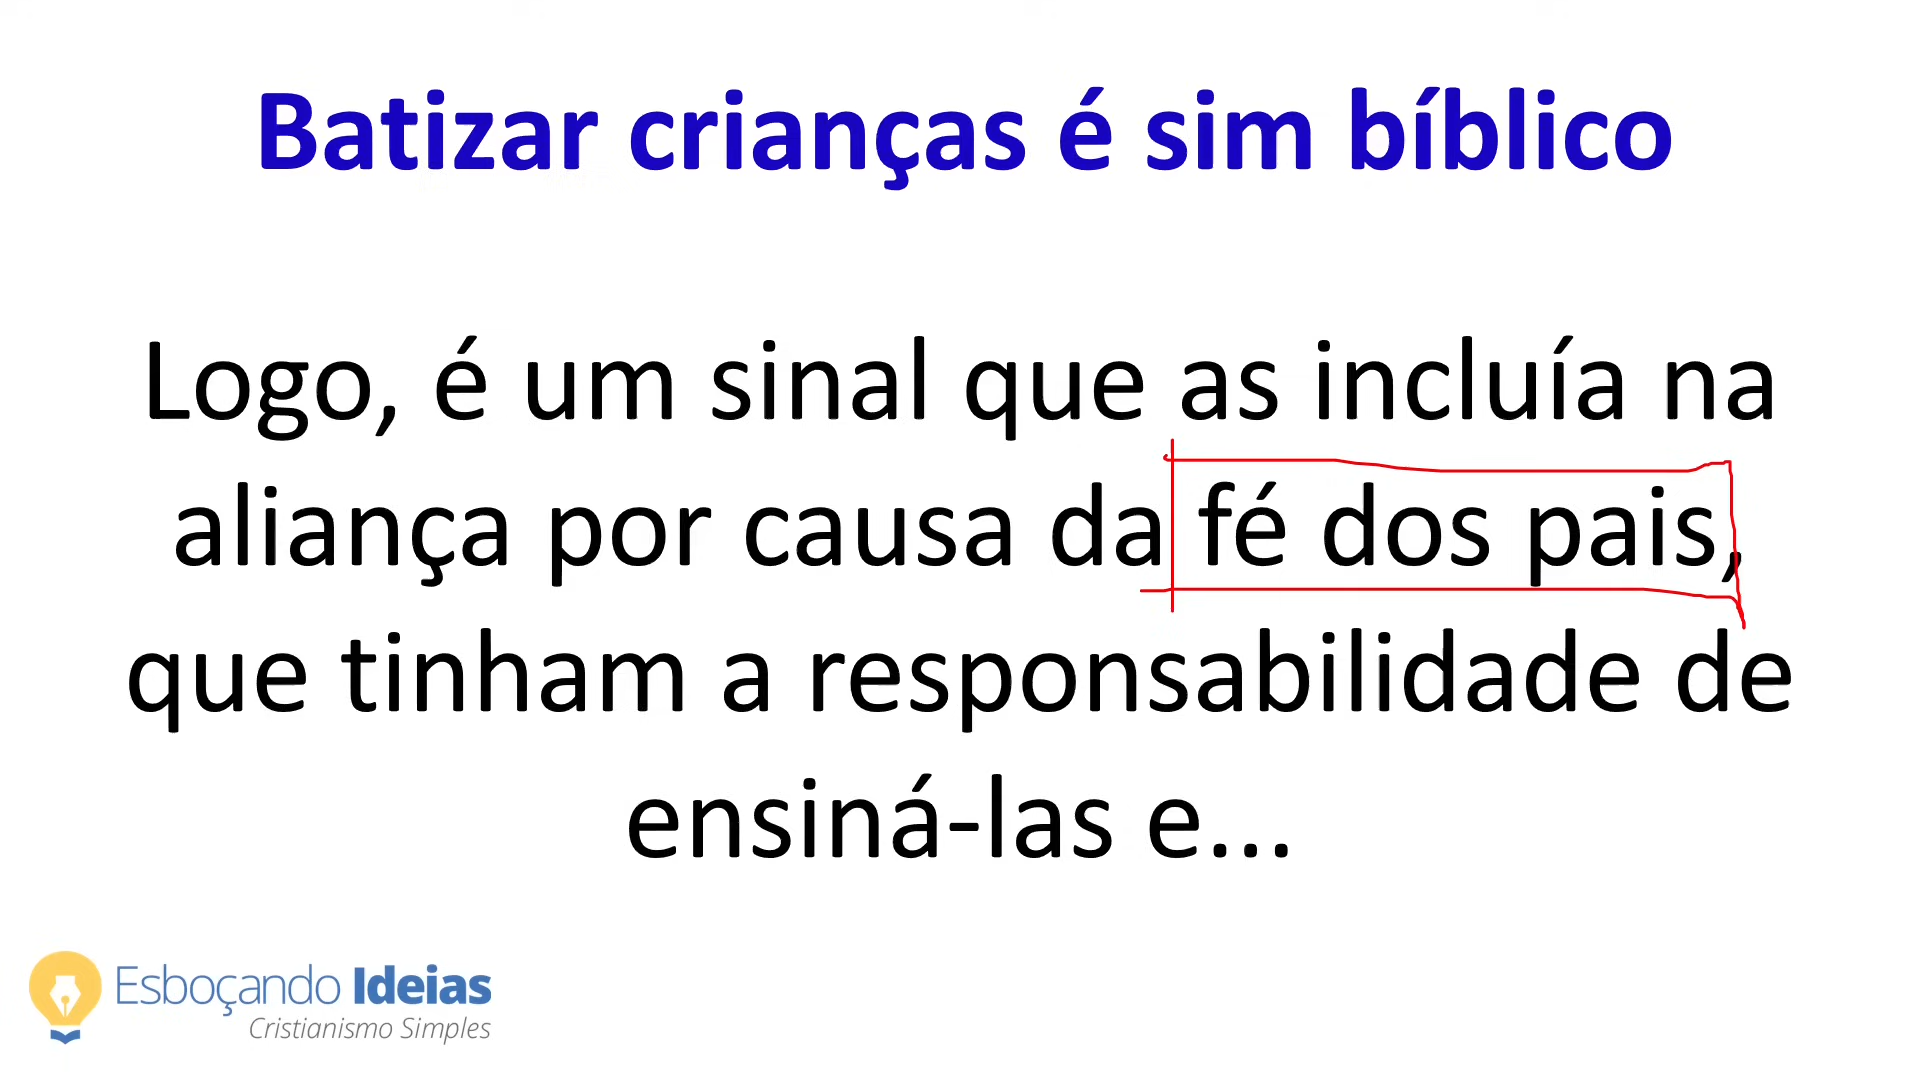 Batizar crianças é sim bíblico
Logo, é um sinal que as incluía na
aliança por causa da fé dos pais,
que tinham a responsabilidade de
ensiná-las e...
Esboçando Ideias
Cristianismo Simples